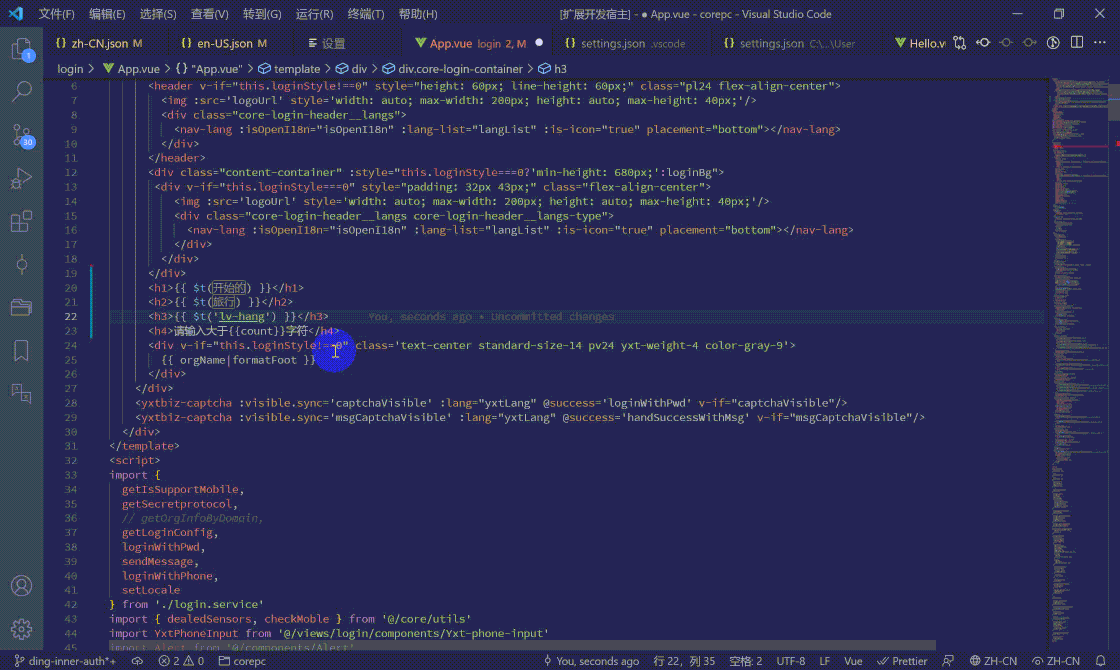 文件(F) 编辑(E) 选择(S) 查看(V) 转到(G) 运行(R) 终端(T) 帮助(H) [扩展开发宿主] - ● App.vue - corepc - Visual Studio Code
{} zh-CN.json M {} en-US.json M 设置 App.vue login 2, M ● {} settings.json .vscode {} settings.json C:\...\User Hello.v
login > App.vue > {} "App.vue" > template > div > div.core-login-container > h3
6 <header v-if="this.loginStyle!==0" style="height: 60px; line-height: 60px;" class="pl24 flex-align-center">
7 <img :src='logoUrl' style='width: auto; max-width: 200px; height: auto; max-height: 40px;'/>
8 <div class="core-login-header__langs">
9 <nav-lang :isOpenI18n="isOpenI18n" :lang-list="langList" :is-icon="true" placement="bottom"></nav-lang>
10 </div>
11 </header>
12 <div class="content-container" :style="this.loginStyle===0?'min-height: 680px;':loginBg">
13 <div v-if="this.loginStyle===0" style="padding: 32px 43px;" class="flex-align-center">
14 <img :src='logoUrl' style='width: auto; max-width: 200px; height: auto; max-height: 40px;'/>
15 <div class="core-login-header__langs core-login-header__langs-type">
16 <nav-lang :isOpenI18n="isOpenI18n" :lang-list="langList" :is-icon="true" placement="bottom"></nav-lang>
17 </div>
18 </div>
19 </div>
20 <h1>{{ $t(开始的) }}</h1>
21 <h2>{{ $t(旅行) }}</h2>
22 <h3>{{ $t('lv-hang') }}</h3> You, seconds ago • Uncommitted changes
23 <h4>请输入大于{{count}}字符</h4>
24 <div v-if="this.loginStyle!==0" class='text-center standard-size-14 pv24 yxt-weight-4 color-gray-9'>
25 {{ orgName|formatFoot }}
26 </div>
27 </div>
28 <yxtbiz-captcha :visible.sync='captchaVisible' :lang="yxtLang" @success='loginWithPwd' v-if="captchaVisible"/>
29 <yxtbiz-captcha :visible.sync='msgCaptchaVisible' :lang="yxtLang" @success='handSuccessWithMsg' v-if="msgCaptchaVisible"/>
30 </div>
31 </template>
32 <script>
33 import {
34 getIsSupportMobile,
35 getSecretprotocol,
36 // getOrgInfoByDomain,
37 getLoginConfig,
38 loginWithPwd,
39 sendMessage,
40 loginWithPhone,
41 setLocale
42 } from './login.service'
43 import { dealedSensors, checkMoble } from '@/core/utils'
44 import YxtPhoneInput from '@/views/login/components/Yxt-phone-input'
import Alert from '@/components/Alert'
1
30
ding-inner-auth*+ 2 0 corepc You, seconds ago 行 22，列 35 空格: 2 UTF-8 LF Vue Prettier ZH-CN ZH-CN